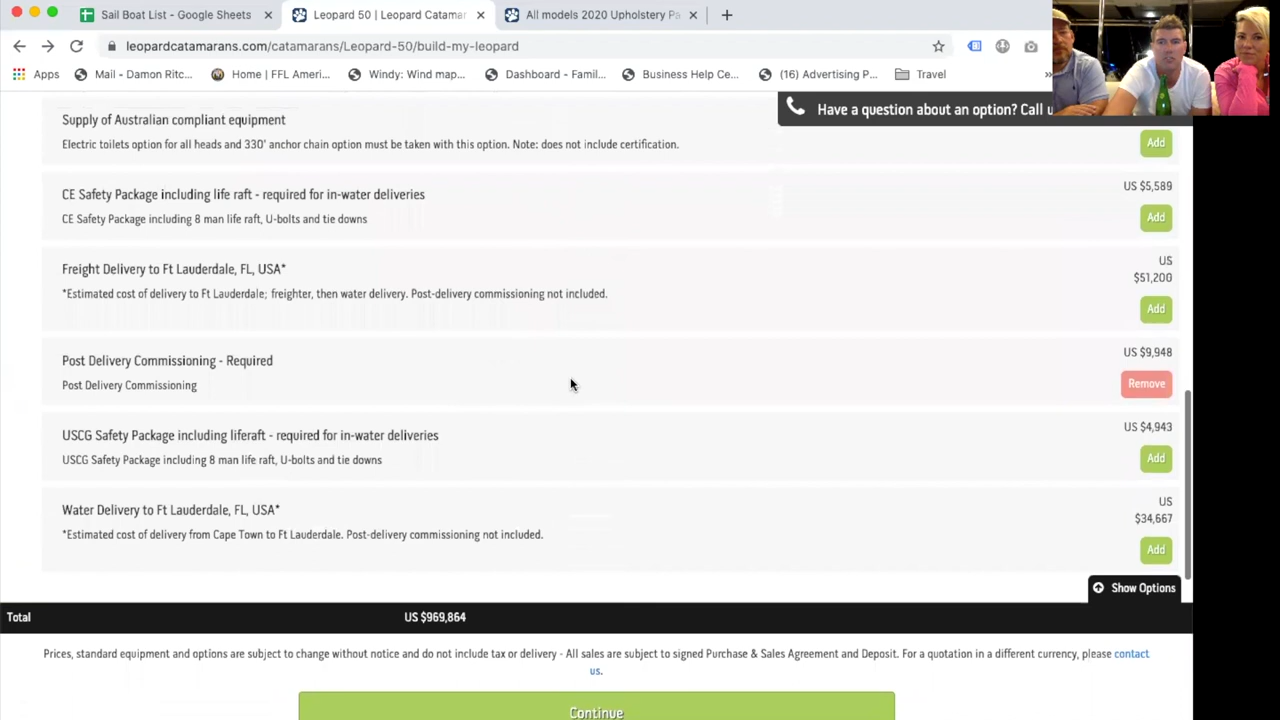 Sail Boat List - Google Sheets
Leopard 50 | Leopard Catamar
All models 2020 Upholstery Pa
leopardcatamarans.com/catamarans/Leopard-50/build-my-leopard
Apps
Mail - Damon Ritc...
Home | FFL Ameri...
Windy: Wind map...
Dashboard - Famil...
Business Help Ce...
(16) Advertising P...
Travel
»
Have a question about an option? Call u
Supply of Australian compliant equipment
Electric toilets option for all heads and 330' anchor chain option must be taken with this option. Note: does not include certification.
Add
CE Safety Package including life raft - required for in-water deliveries
US $5,589
CE Safety Package including 8 man life raft, U-bolts and tie downs
Add
Freight Delivery to Ft Lauderdale, FL, USA*
US
$51,200
*Estimated cost of delivery to Ft Lauderdale; freighter, then water delivery. Post-delivery commissioning not included.
Add
Post Delivery Commissioning - Required
US $9,948
Post Delivery Commissioning
Remove
USCG Safety Package including liferaft - required for in-water deliveries
US $4,943
USCG Safety Package including 8 man life raft, U-bolts and tie downs
Add
Water Delivery to Ft Lauderdale, FL, USA*
US
$34,667
*Estimated cost of delivery from Cape Town to Ft Lauderdale. Post-delivery commissioning not included.
Add
Show Options
Total
US $969,864
Prices, standard equipment and options are subject to change without notice and do not include tax or delivery - All sales are subject to signed Purchase & Sales Agreement and Deposit. For a quotation in a different currency, please contact
us.
Continue